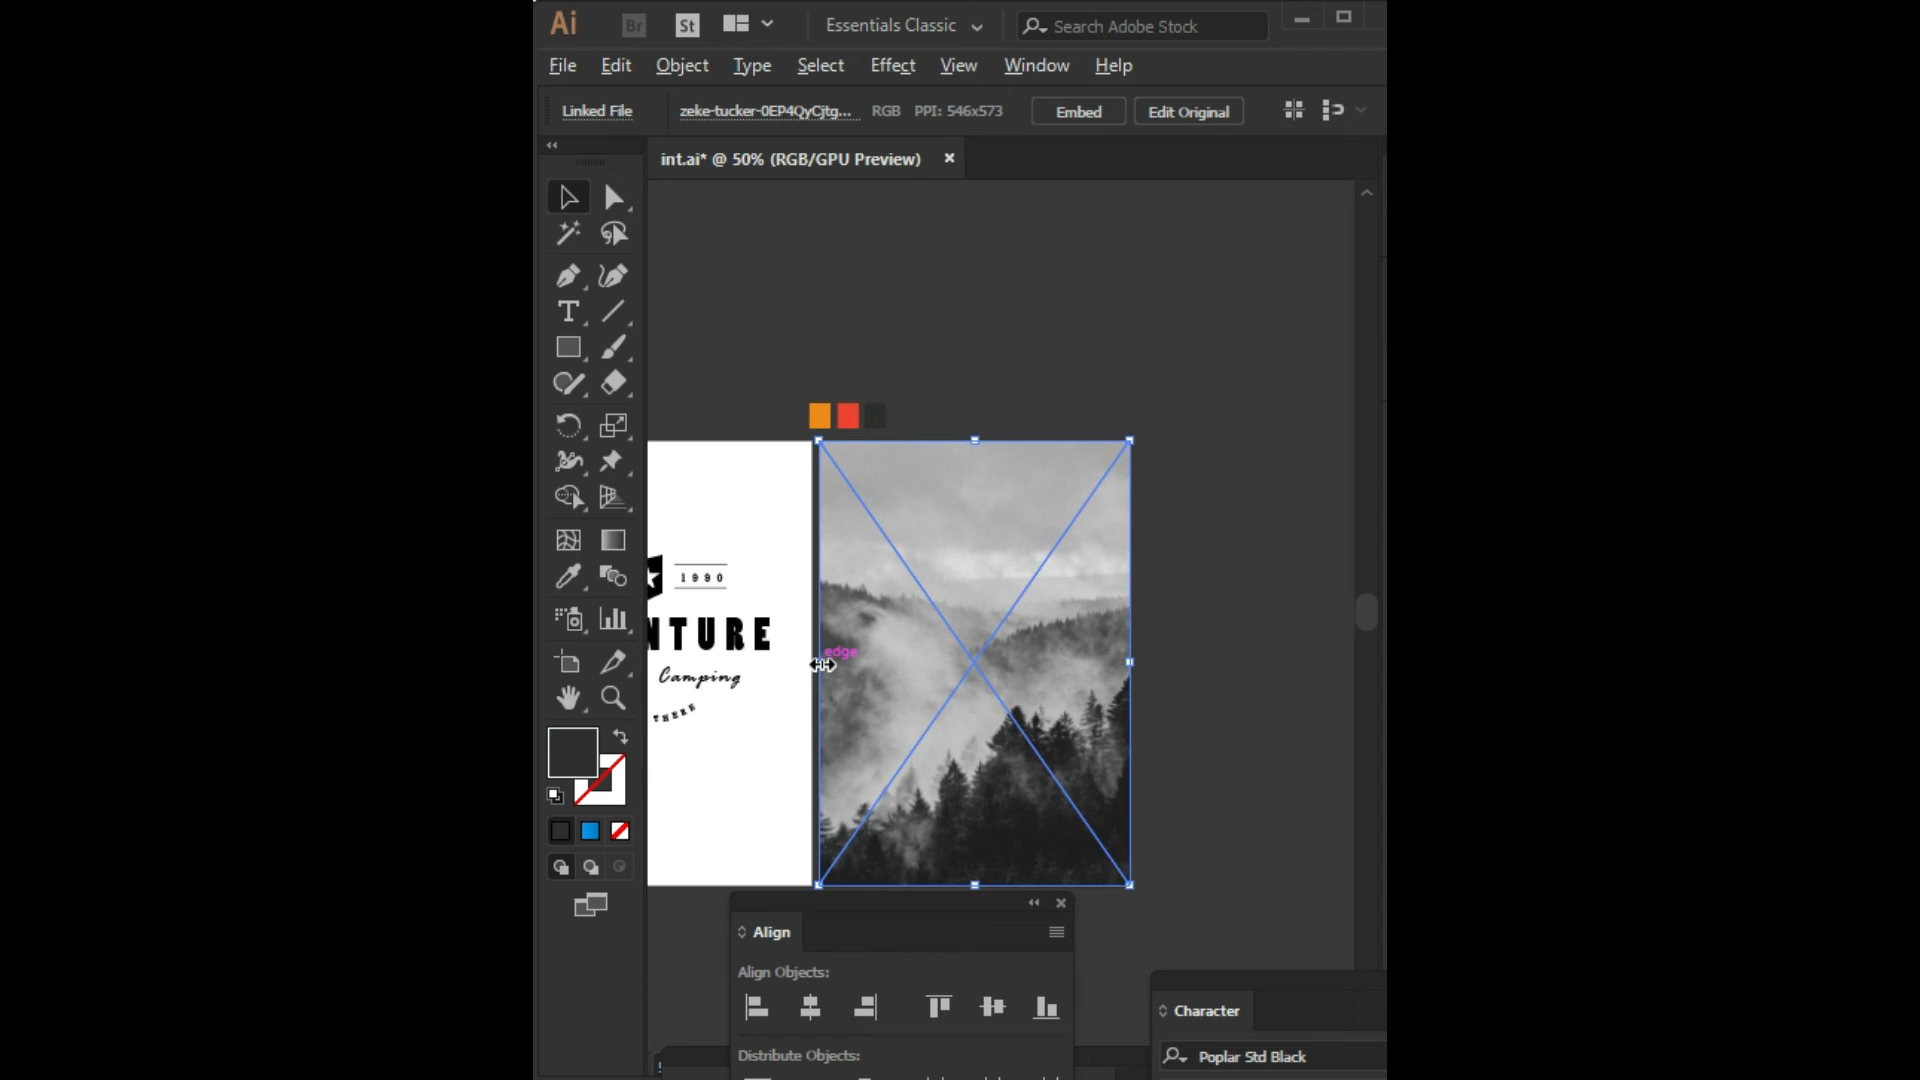 Ai Br St Essentials Classic Search Adobe Stock
File Edit Object Type Select Effect View Window Help
Linked File zeke-tucker-0EP4QyCjtg... RGB PPI: 546x573 Embed Edit Original
int.ai* @ 50% (RGB/GPU Preview)
1990
NTURE
edge
Camping
THERE
Align
Align Objects:
Distribute Objects:
Character
Poplar Std Black